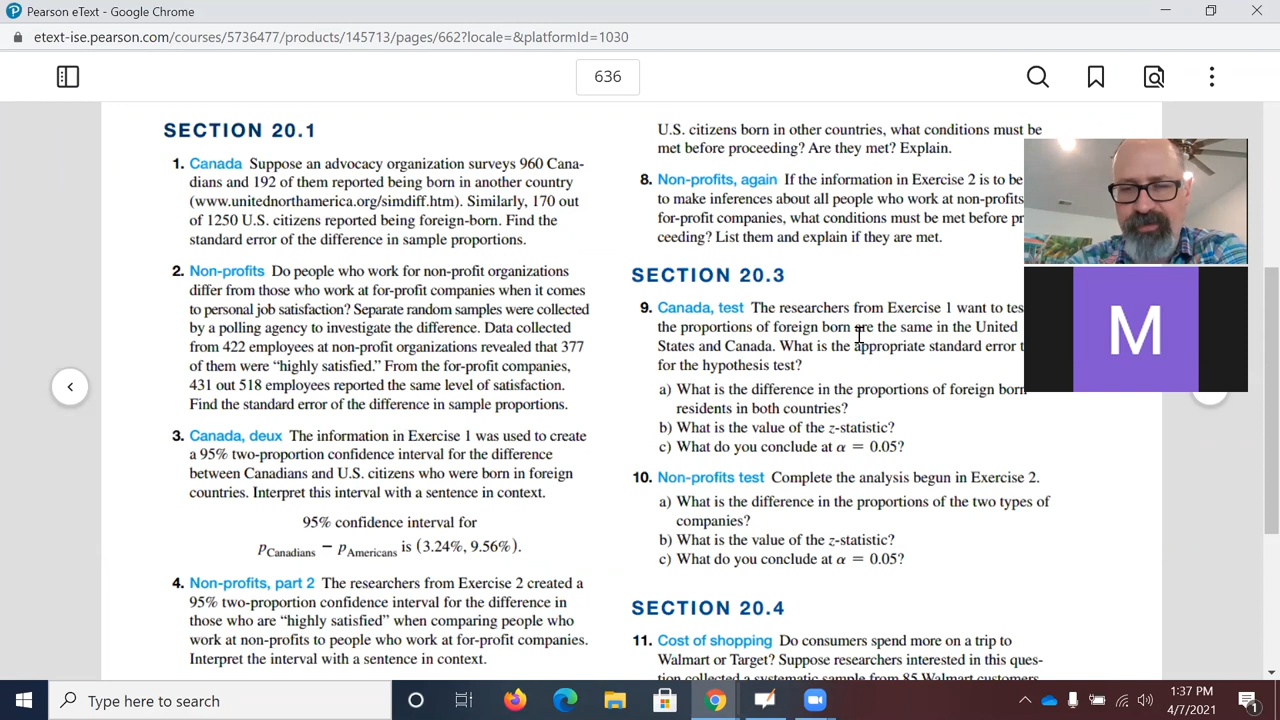 Pearson eText - Google Chrome
etext-ise.pearson.com/courses/5736477/products/145713/pages/662?locale=&platformId=1030
636
SECTION 20.1
1. Canada Suppose an advocacy organization surveys 960 Cana-
dians and 192 of them reported being born in another country
(www.unitednorthamerica.org/simdiff.htm). Similarly, 170 out
of 1250 U.S. citizens reported being foreign-born. Find the
standard error of the difference in sample proportions.
2. Non-profits Do people who work for non-profit organizations
differ from those who work at for-profit companies when it comes
to personal job satisfaction? Separate random samples were collected
by a polling agency to investigate the difference. Data collected
from 422 employees at non-profit organizations revealed that 377
of them were “highly satisfied.” From the for-profit companies,
431 out 518 employees reported the same level of satisfaction.
Find the standard error of the difference in sample proportions.
3. Canada, deux The information in Exercise 1 was used to create
a 95% two-proportion confidence interval for the difference
between Canadians and U.S. citizens who were born in foreign
countries. Interpret this interval with a sentence in context.
95% confidence interval for
pCanadians − pAmericans is (3.24%, 9.56%).
4. Non-profits, part 2 The researchers from Exercise 2 created a
95% two-proportion confidence interval for the difference in
those who are “highly satisfied” when comparing people who
work at non-profits to people who work at for-profit companies.
Interpret the interval with a sentence in context.
U.S. citizens born in other countries, what conditions must be
met before proceeding? Are they met? Explain.
8. Non-profits, again If the information in Exercise 2 is to be
to make inferences about all people who work at non-profits
for-profit companies, what conditions must be met before pr
ceeding? List them and explain if they are met.
SECTION 20.3
9. Canada, test The researchers from Exercise 1 want to tes
the proportions of foreign born are the same in the United
States and Canada. What is the appropriate standard error t
for the hypothesis test?
a) What is the difference in the proportions of foreign born
residents in both countries?
b) What is the value of the z-statistic?
c) What do you conclude at α = 0.05?
10. Non-profits test Complete the analysis begun in Exercise 2.
a) What is the difference in the proportions of the two types of
companies?
b) What is the value of the z-statistic?
c) What do you conclude at α = 0.05?
SECTION 20.4
11. Cost of shopping Do consumers spend more on a trip to
Walmart or Target? Suppose researchers interested in this ques-
tion collected a systematic sample from 85 Walmart customers
M
Type here to search
1:37 PM
4/7/2021
1